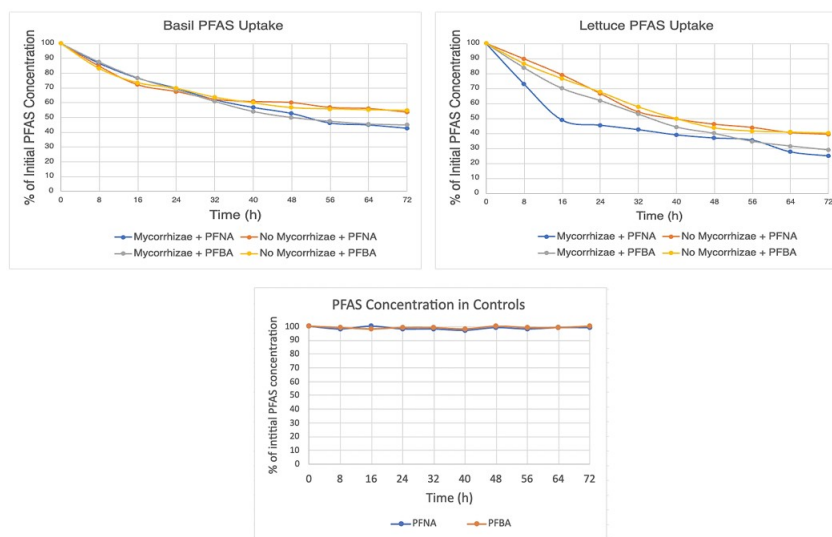 Basil PFAS Uptake
% of Initial PFAS Concentration
100
90
80
70
60
50
40
30
20
10
0
0 8 16 24 32 40 48 56 64 72
Time (h)
Mycorrhizae + PFNA No Mycorrhizae + PFNA
Mycorrhizae + PFBA No Mycorrhizae + PFBA
Lettuce PFAS Uptake
% of Initial PFAS Concentration
100
90
80
70
60
50
40
30
20
10
0
0 8 16 24 32 40 48 56 64 72
Time (h)
Mycorrhizae + PFNA No Mycorrhizae + PFNA
Mycorrhizae + PFBA No Mycorrhizae + PFBA
PFAS Concentration in Controls
% of intitial PFAS concentration
100
90
80
70
60
50
40
30
20
10
0
0 8 16 24 32 40 48 56 64 72
Time (h)
PFNA PFBA